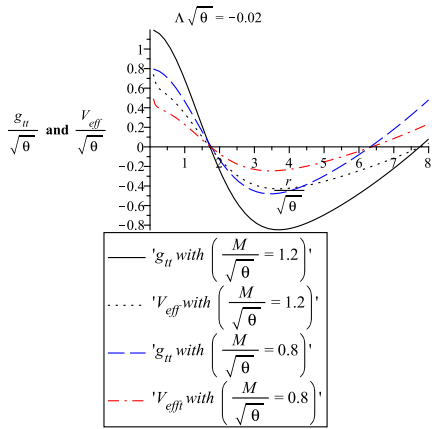 Λ√θ = −0.02
g_tt/√θ and V_eff/√θ
1
0.8
0.6
0.4
0.2
0
−0.2
−0.4
−0.6
−0.8
1 2 3 4 5 6 7 8
r/√θ
'g_tt with (M/√θ = 1.2)'
'V_eff with (M/√θ = 1.2)'
'g_tt with (M/√θ = 0.8)'
'V_efft with (M/√θ = 0.8)'